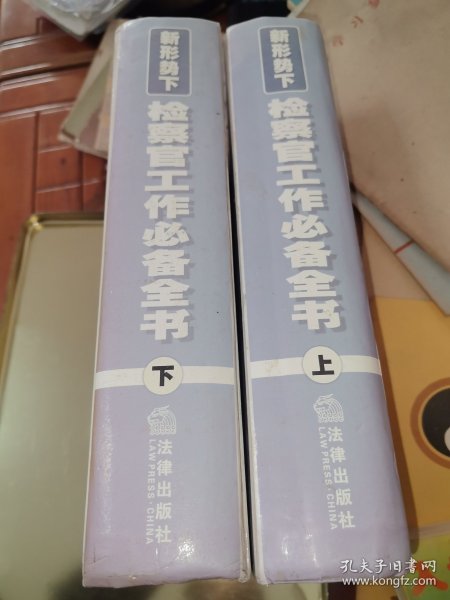 新形势下
检察官工作必备全书
下
法律出版社
LAW PRESS·CHINA
新形势下
检察官工作必备全书
上
法律出版社
LAW PRESS·CHINA
学习
孔夫子旧书网
www.kongfz.com